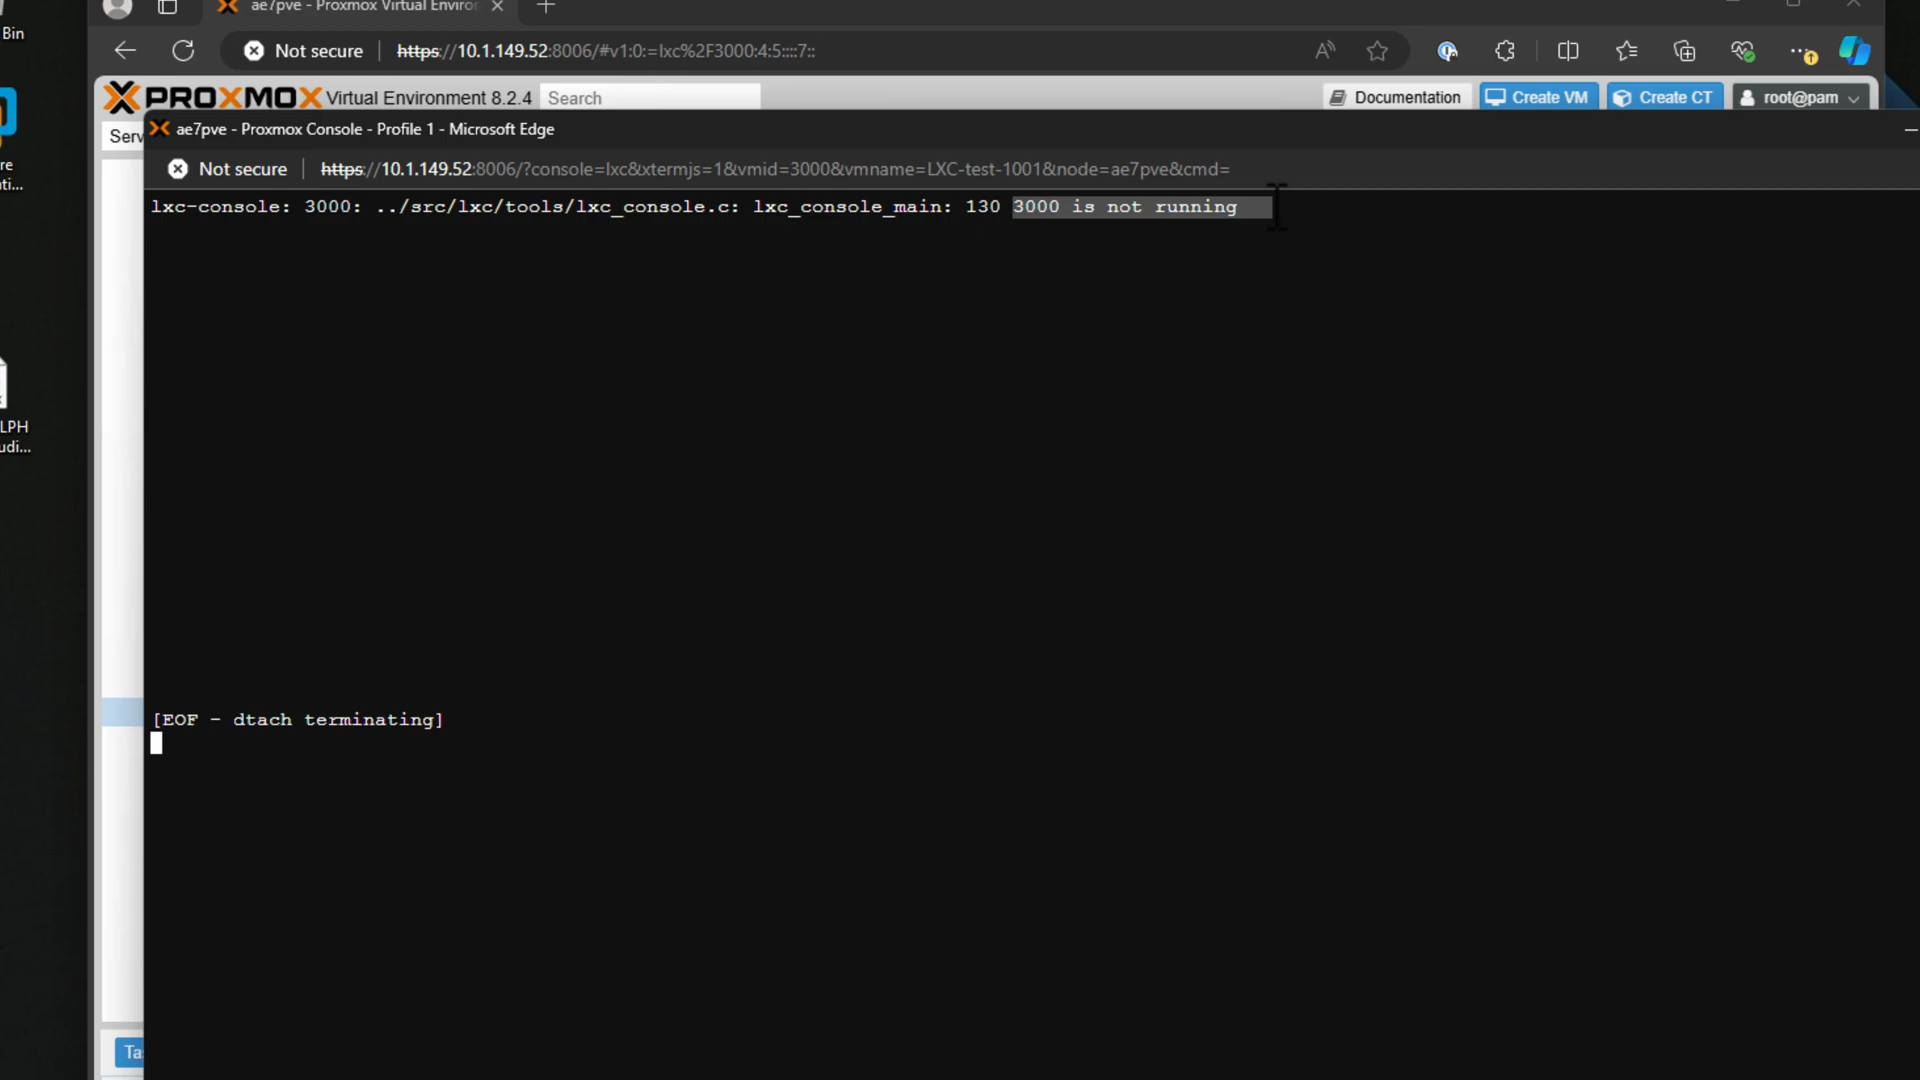 Bin
ae7pve - Proxmox Virtual Enviror
Not secure
https://10.1.149.52:8006/#v1:0:=lxc%2F3000:4:5::::7::
PROXMOX Virtual Environment 8.2.4
Search
Documentation
Create VM
Create CT
root@pam
Serv
ae7pve - Proxmox Console - Profile 1 - Microsoft Edge
re
ti...
Not secure
https://10.1.149.52:8006/?console=lxc&xtermjs=1&vmid=3000&vmname=LXC-test-1001&node=ae7pve&cmd=
lxc-console: 3000: ../src/lxc/tools/lxc_console.c: lxc_console_main: 130 3000 is not running
LPH
udi...
[EOF - dtach terminating]
Ta